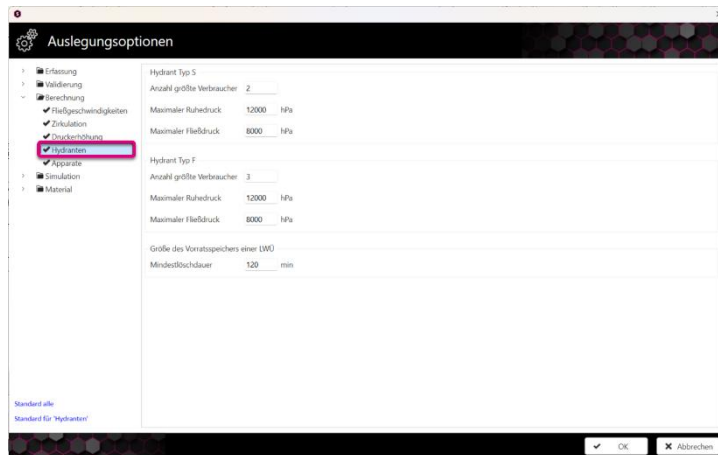 Auslegungsoptionen
Erfassung
Validierung
Berechnung
Fließgeschwindigkeiten
Zirkulation
Druckerhöhung
Hydranten
Apparate
Simulation
Material
Hydrant Typ S
Anzahl größte Verbraucher 2
Maximaler Ruhedruck 12000 hPa
Maximaler Fließdruck 8000 hPa
Hydrant Typ F
Anzahl größte Verbraucher 3
Maximaler Ruhedruck 12000 hPa
Maximaler Fließdruck 8000 hPa
Größe des Vorratsspeichers einer LWÜ
Mindestlöschdauer 120 min
Standard alle
Standard für 'Hydranten'
OK
Abbrechen